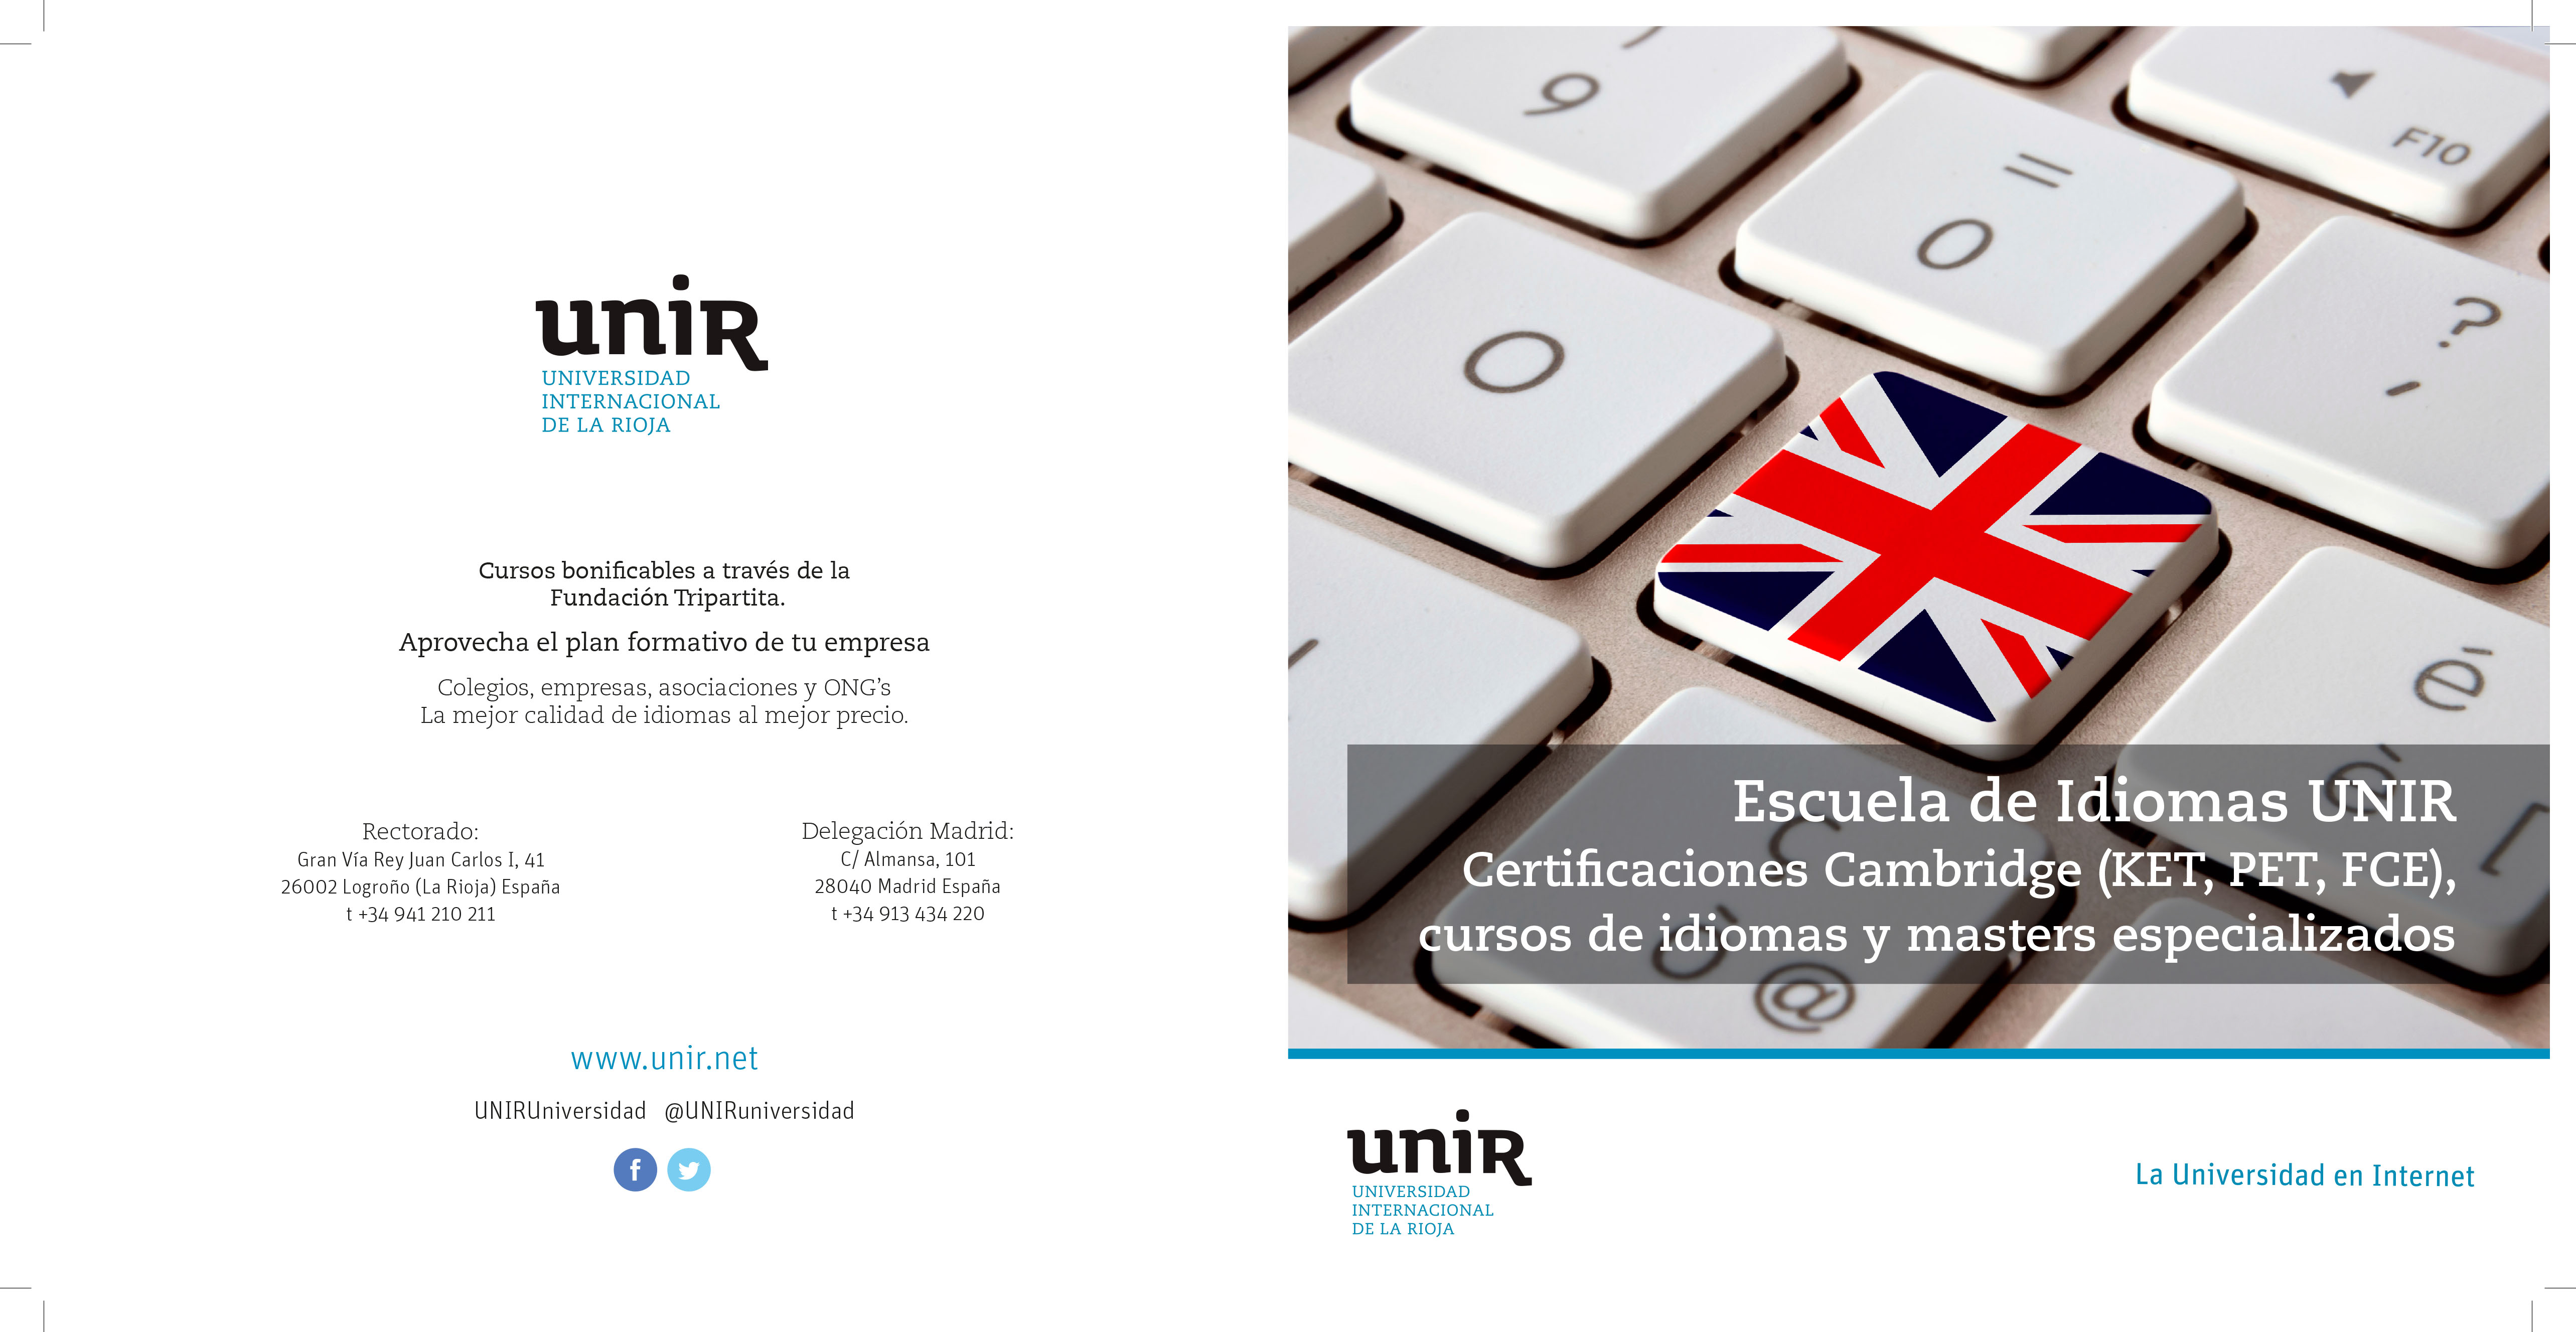 unir
UNIVERSIDAD
INTERNACIONAL
DE LA RIOJA
Cursos bonificables a través de la
Fundación Tripartita.
Aprovecha el plan formativo de tu empresa
Colegios, empresas, asociaciones y ONG’s
La mejor calidad de idiomas al mejor precio.
Rectorado:
Gran Vía Rey Juan Carlos I, 41
26002 Logroño (La Rioja) España
t +34 941 210 211
Delegación Madrid:
C/ Almansa, 101
28040 Madrid España
t +34 913 434 220
www.unir.net
UNIRUniversidad @UNIRuniversidad
f
)
9
F10
=
0
O
?
'
é
è
[
ç
@
Escuela de Idiomas UNIR
Certificaciones Cambridge (KET, PET, FCE),
cursos de idiomas y masters especializados
unir
UNIVERSIDAD
INTERNACIONAL
DE LA RIOJA
La Universidad en Internet